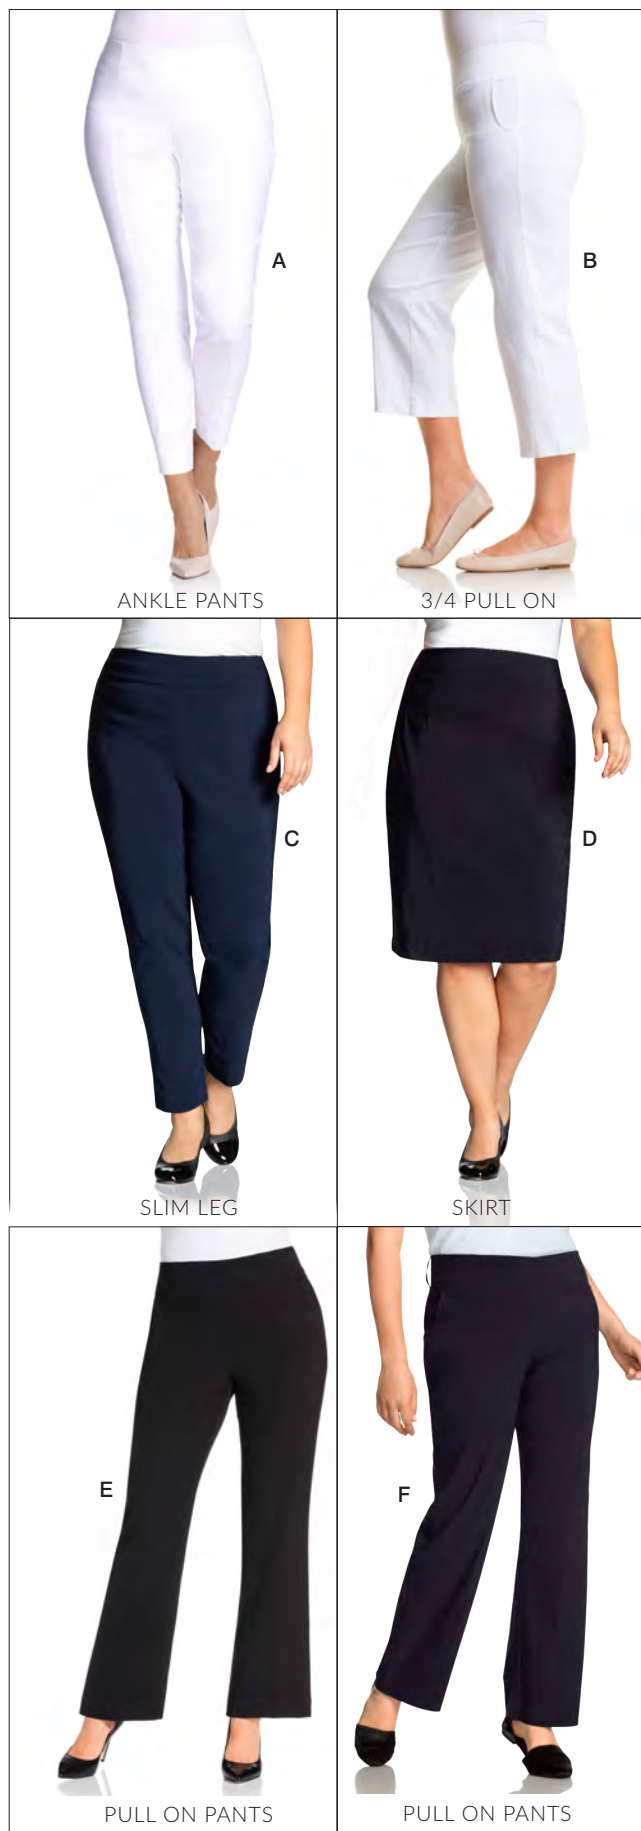 A
B
ANKLE PANTS
3/4 PULL ON
C
D
SLIM LEG
SKIRT
E
F
PULL ON PANTS
PULL ON PANTS